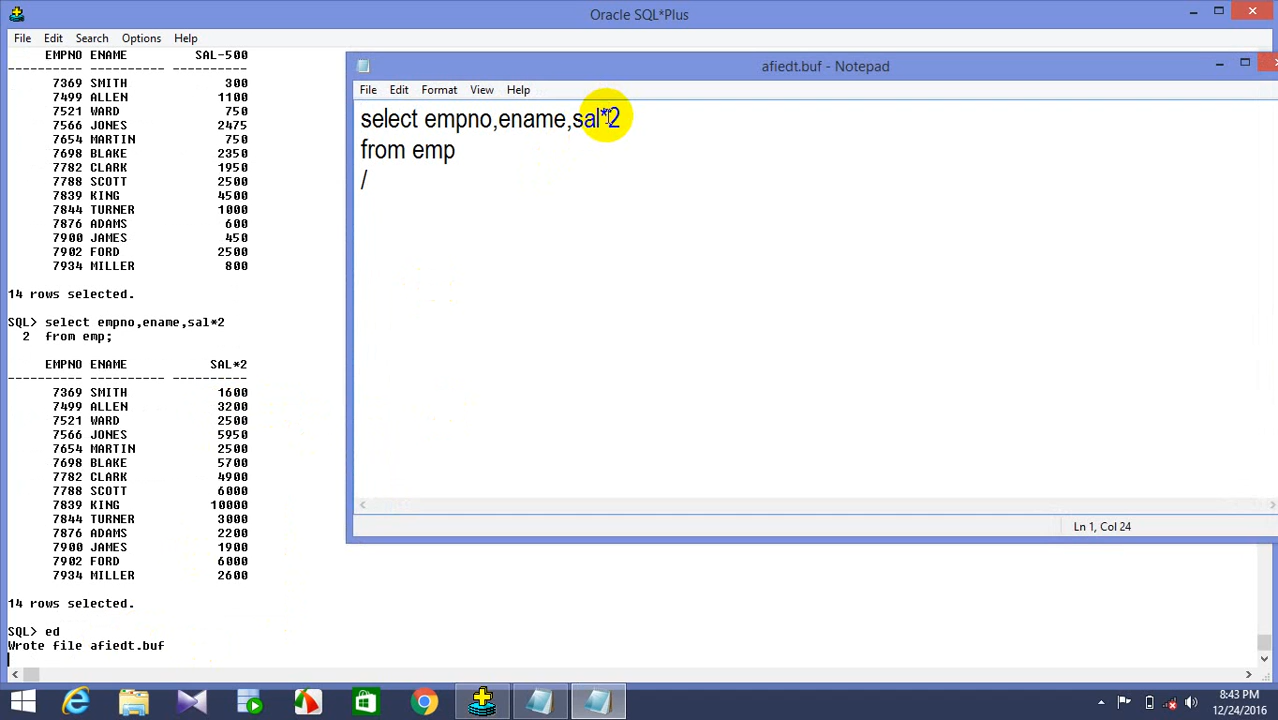 Oracle SQL*Plus
File Edit Search Options Help
EMPNO ENAME SAL-500
---------- ---------- ----------
7369 SMITH 300
7499 ALLEN 1100
7521 WARD 750
7566 JONES 2475
7654 MARTIN 750
7698 BLAKE 2350
7782 CLARK 1950
7788 SCOTT 2500
7839 KING 4500
7844 TURNER 1000
7876 ADAMS 600
7900 JAMES 450
7902 FORD 2500
7934 MILLER 800
14 rows selected.
SQL> select empno,ename,sal*2
2 from emp;
EMPNO ENAME SAL*2
---------- ---------- ----------
7369 SMITH 1600
7499 ALLEN 3200
7521 WARD 2500
7566 JONES 5950
7654 MARTIN 2500
7698 BLAKE 5700
7782 CLARK 4900
7788 SCOTT 6000
7839 KING 10000
7844 TURNER 3000
7876 ADAMS 2200
7900 JAMES 1900
7902 FORD 6000
7934 MILLER 2600
14 rows selected.
SQL> ed
Wrote file afiedt.buf
afiedt.buf - Notepad
File Edit Format View Help
select empno,ename,sal*2
from emp
/
Ln 1, Col 24
8:43 PM
12/24/2016